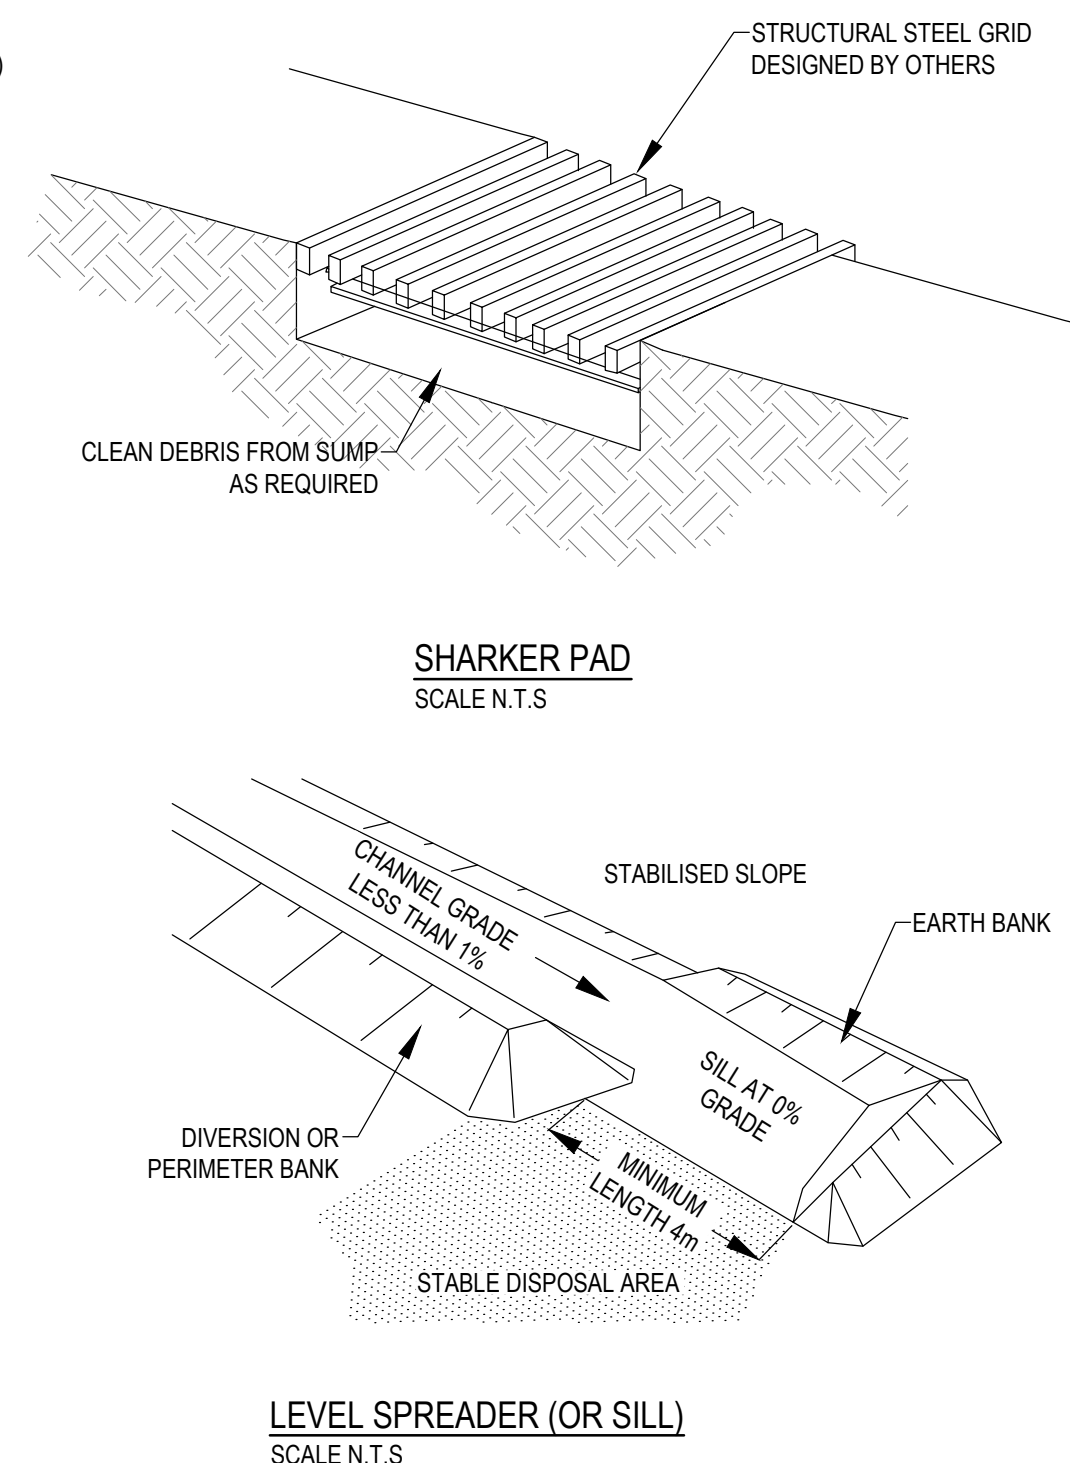 )
STRUCTURAL STEEL GRID
DESIGNED BY OTHERS
CLEAN DEBRIS FROM SUMP
AS REQUIRED
SHARKER PAD
SCALE N.T.S
CHANNEL GRADE
LESS THAN 1%
STABILISED SLOPE
EARTH BANK
SILL AT 0%
GRADE
DIVERSION OR
PERIMETER BANK
MINIMUM
LENGTH 4m
STABLE DISPOSAL AREA
LEVEL SPREADER (OR SILL)
SCALE N.T.S